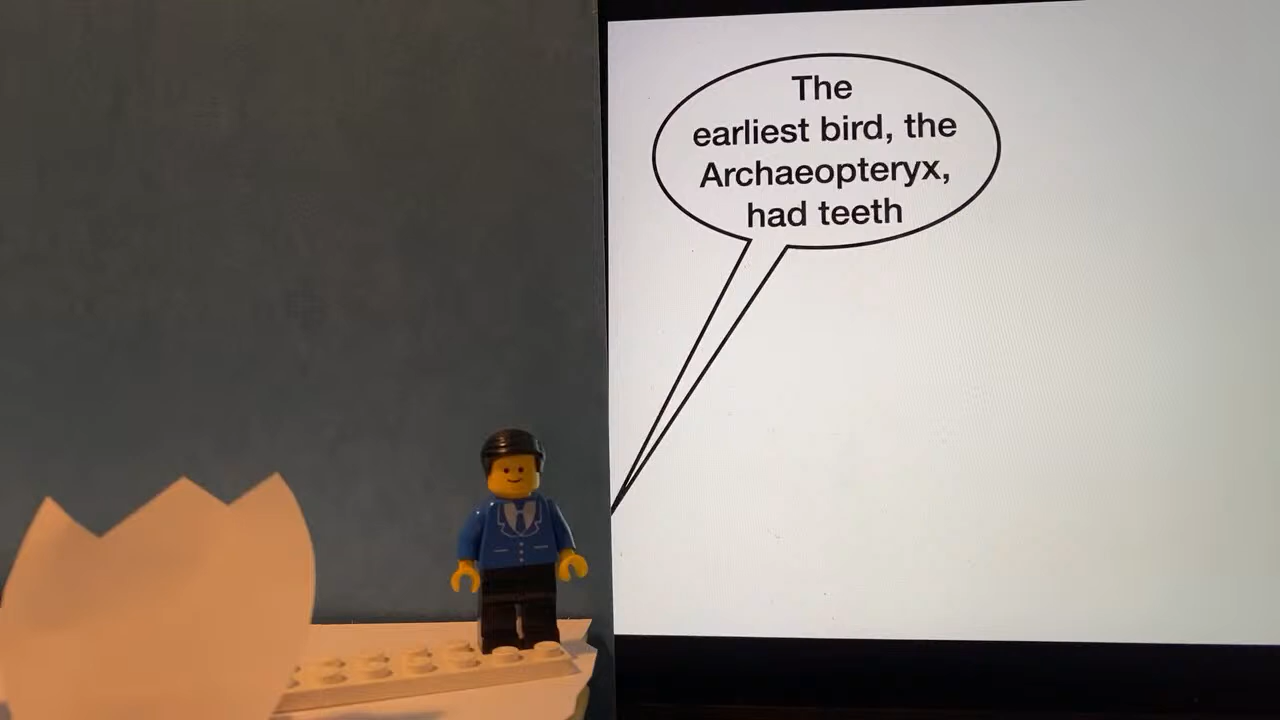 The
earliest bird, the
Archaeopteryx,
had teeth